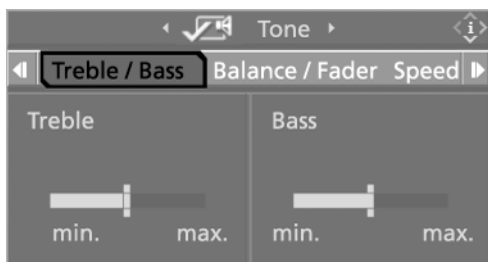 Tone
Treble / Bass Balance / Fader Speed
Treble Bass
min. max. min. max.